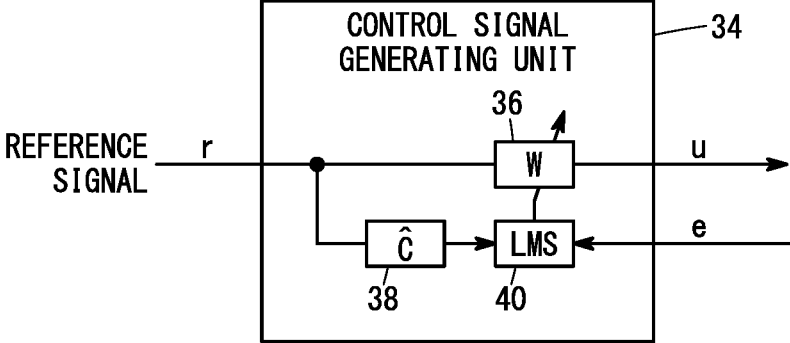 CONTROL SIGNAL
GENERATING UNIT
34
36
REFERENCE
SIGNAL
r
W
u
Ĉ
LMS
e
38
40